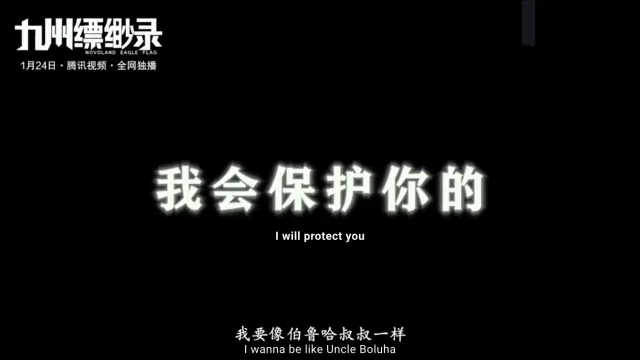 九州缥缈录
NOVOLAND EAGLE FLAG
1月24日·腾讯视频·全网独播
我会保护你的
I will protect you
我要像伯鲁哈叔叔一样
I wanna be like Uncle Boluha